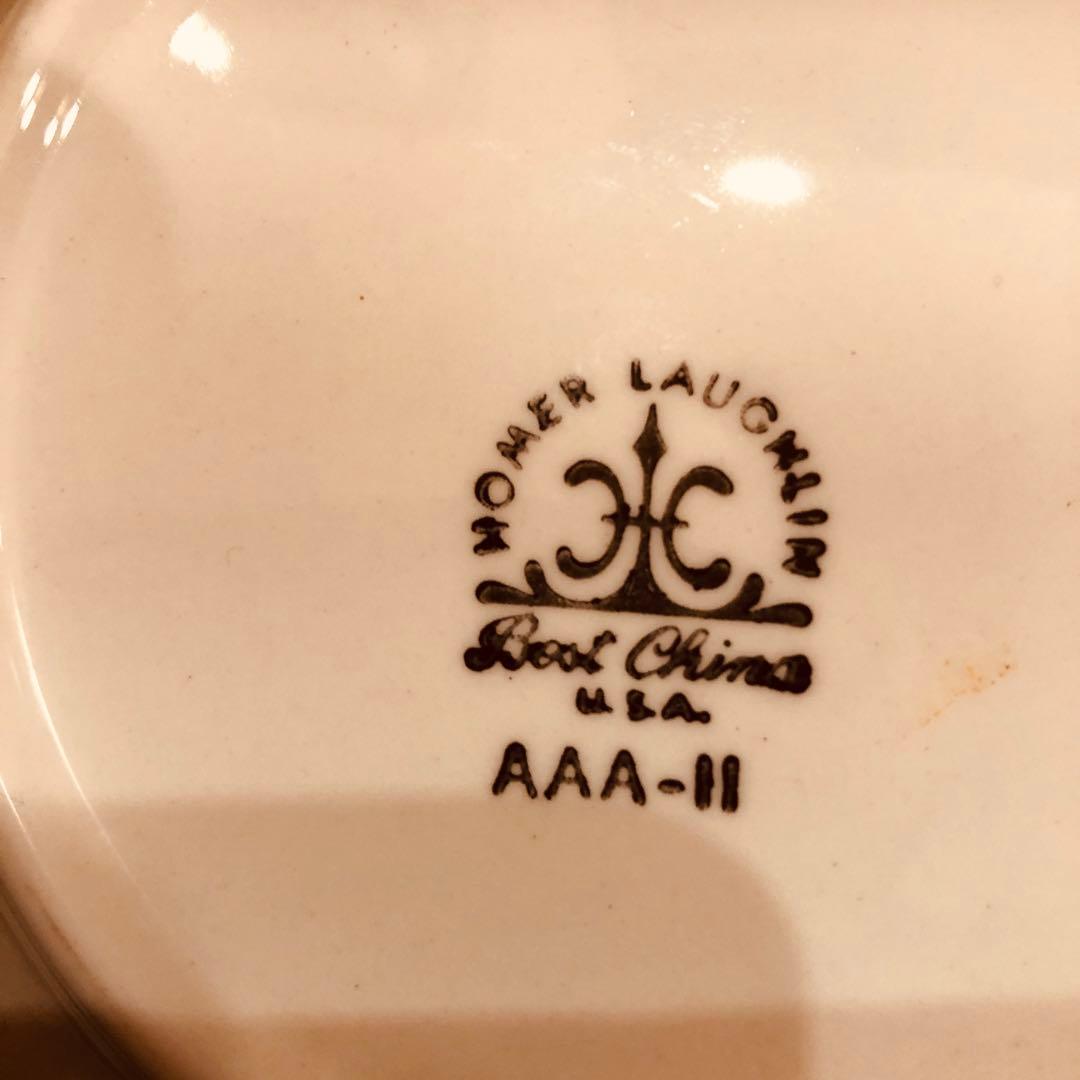 HOMER LAUGHLIN
Best China
U.S.A.
AAA-11